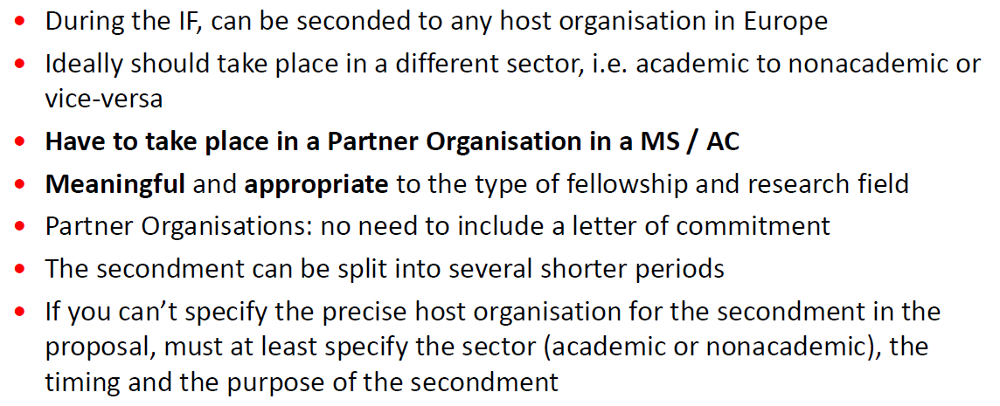 • During the IF, can be seconded to any host organisation in Europe
• Ideally should take place in a different sector, i.e. academic to nonacademic or
vice-versa
• Have to take place in a Partner Organisation in a MS / AC
• Meaningful and appropriate to the type of fellowship and research field
• Partner Organisations: no need to include a letter of commitment
• The secondment can be split into several shorter periods
• If you can’t specify the precise host organisation for the secondment in the
proposal, must at least specify the sector (academic or nonacademic), the
timing and the purpose of the secondment